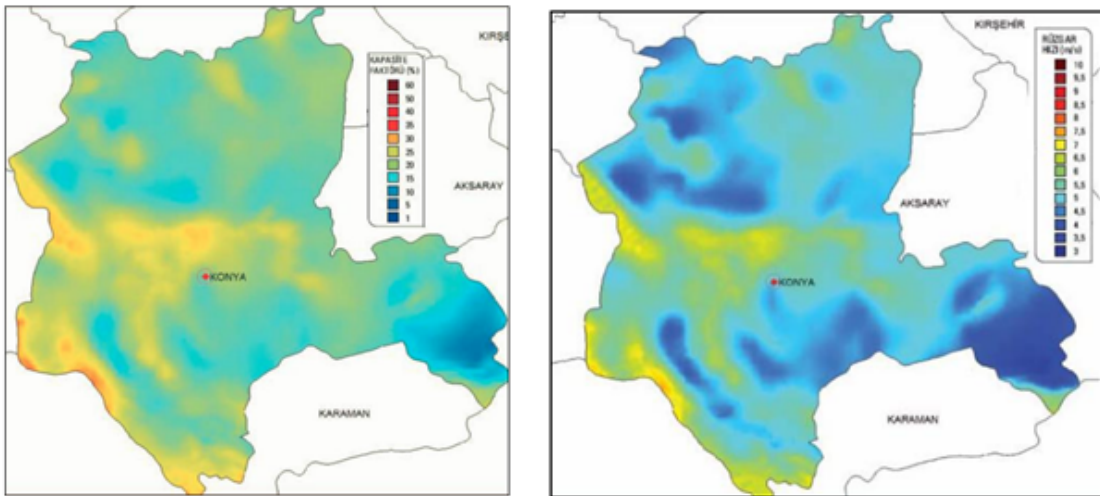 KIRŞE
KAPASİTE
FAKTÖRÜ (%)
60
50
40
35
30
25
20
15
10
5
1
AKSARAY
KONYA
KARAMAN
KIRŞEHİR
RÜZGAR
HIZI (m/s)
10
9,5
9
8,5
8
7,5
7
6,5
6
5,5
5
4,5
4
3,5
3
AKSARAY
KONYA
KARAMAN